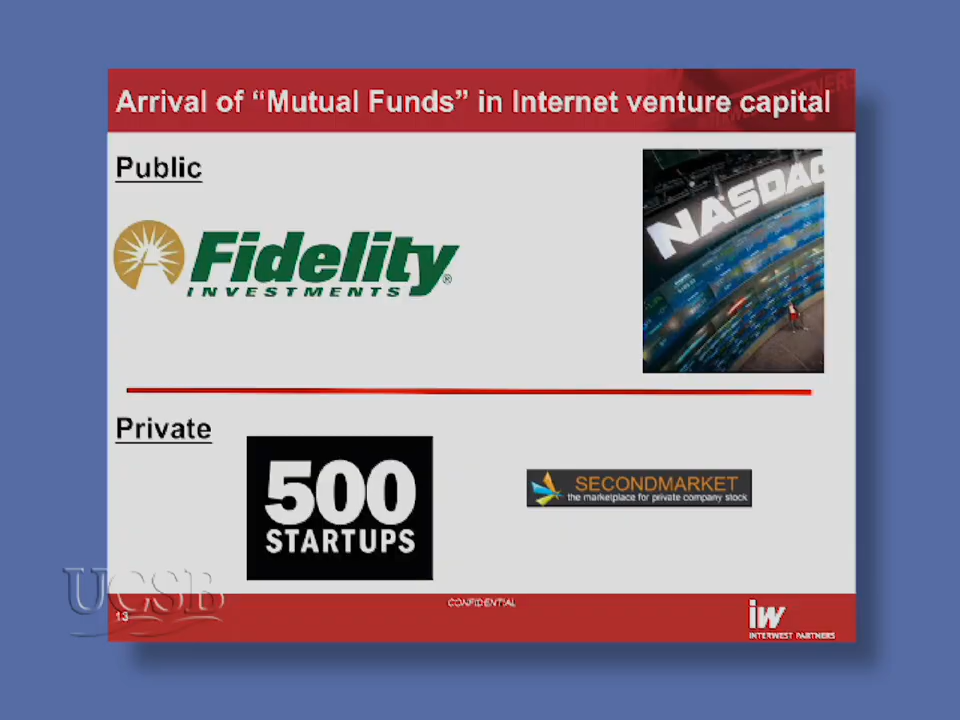 Arrival of “Mutual Funds” in Internet venture capital
Public
NASDAQ
Fidelity®
INVESTMENTS
Private
500
STARTUPS
SECONDMARKET
the marketplace for private company stock
UCSB
CONFIDENTIAL
13
iw
INTERWEST PARTNERS